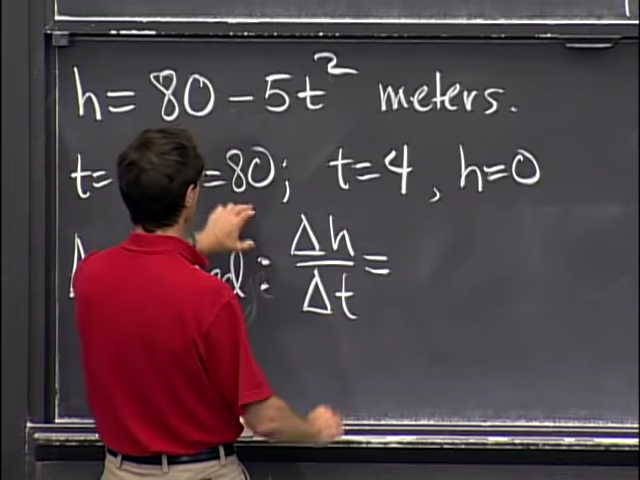 h = 80 - 5t² meters.
t= =80; t=4, h=0
: Δh/Δt =